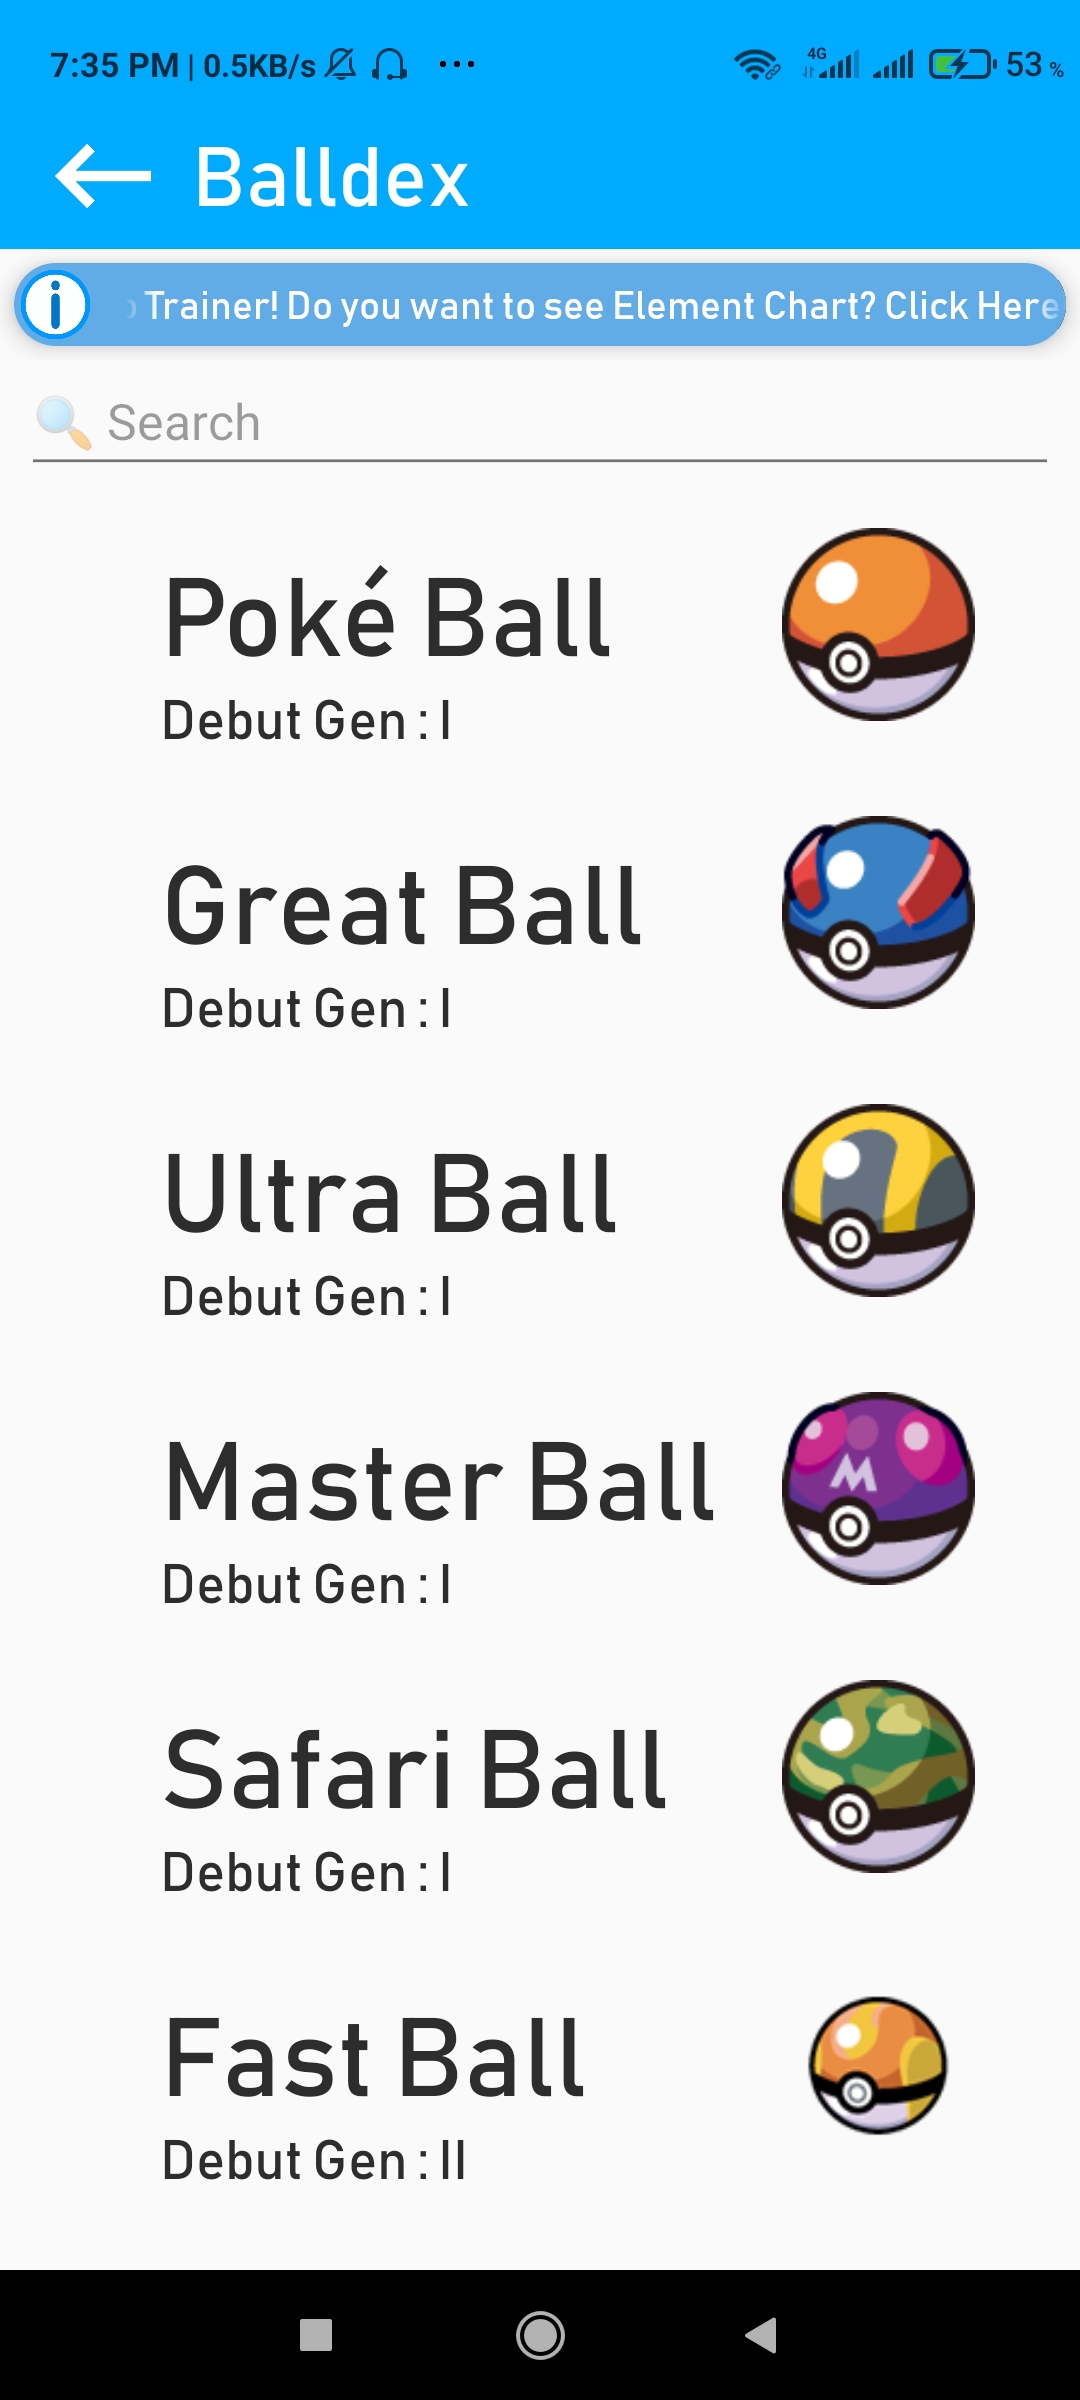 7:35 PM | 0.5KB/s ... 4G 53 %
Balldex
Trainer! Do you want to see Element Chart? Click Here
Search
Poké Ball
Debut Gen : I
Great Ball
Debut Gen : I
Ultra Ball
Debut Gen : I
Master Ball
Debut Gen : I
M
Safari Ball
Debut Gen : I
Fast Ball
Debut Gen : II